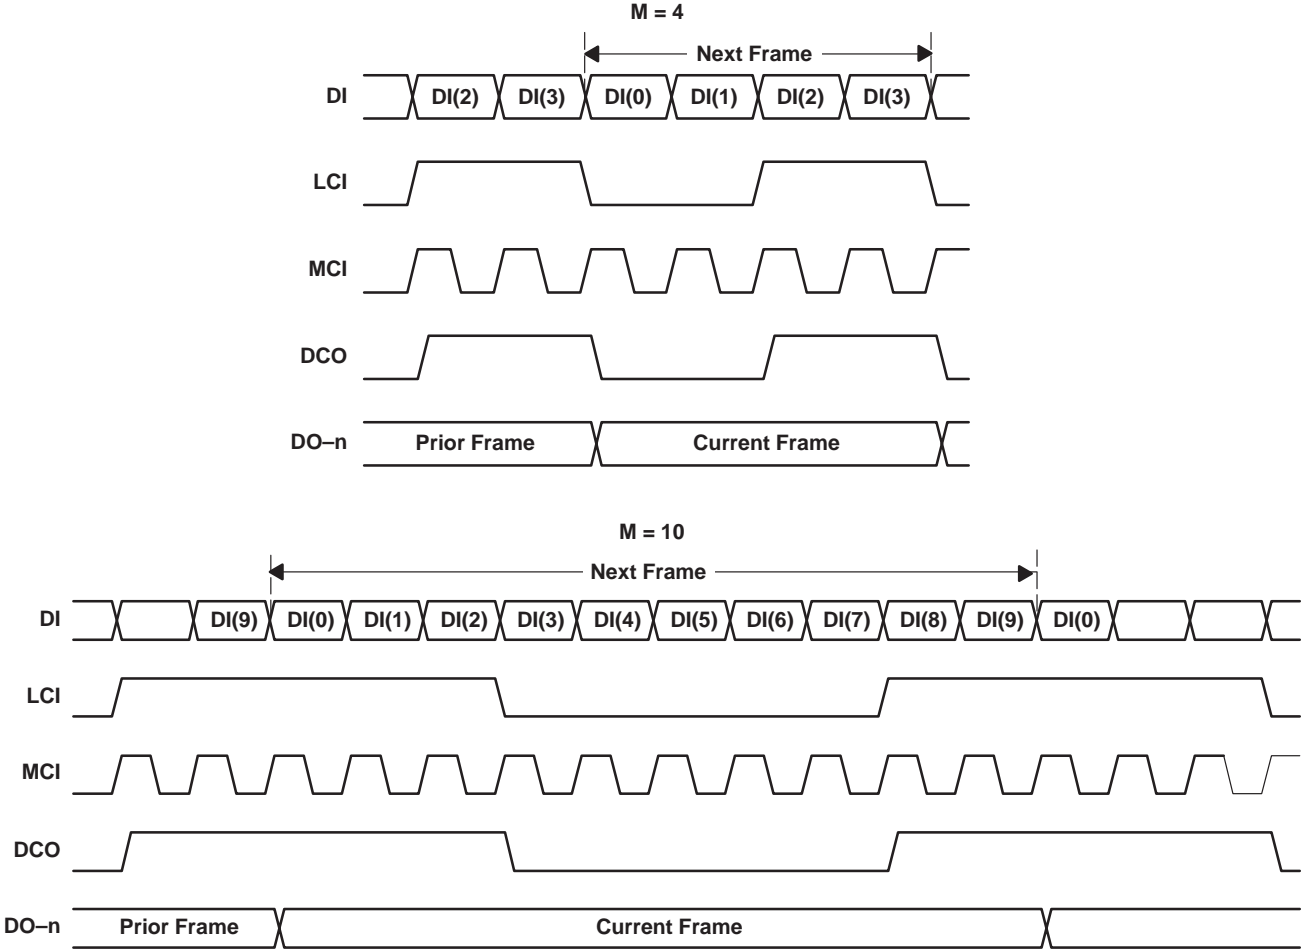 M = 4
Next Frame
DI DI(2) DI(3) DI(0) DI(1) DI(2) DI(3)
LCI
MCI
DCO
DO–n Prior Frame Current Frame
M = 10
Next Frame
DI DI(9) DI(0) DI(1) DI(2) DI(3) DI(4) DI(5) DI(6) DI(7) DI(8) DI(9) DI(0)
LCI
MCI
DCO
DO–n Prior Frame Current Frame